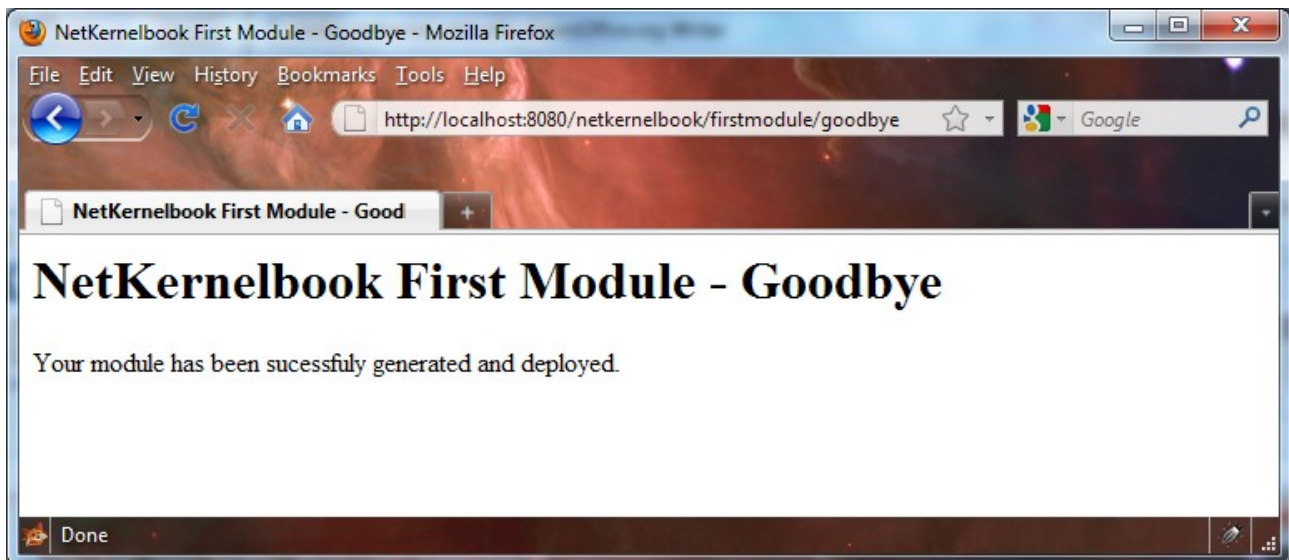 NetKernelbook First Module - Goodbye - Mozilla Firefox
File Edit View History Bookmarks Tools Help
http://localhost:8080/netkernelbook/firstmodule/goodbye Google
NetKernelbook First Module - Good
NetKernelbook First Module - Goodbye
Your module has been sucessfuly generated and deployed.
Done